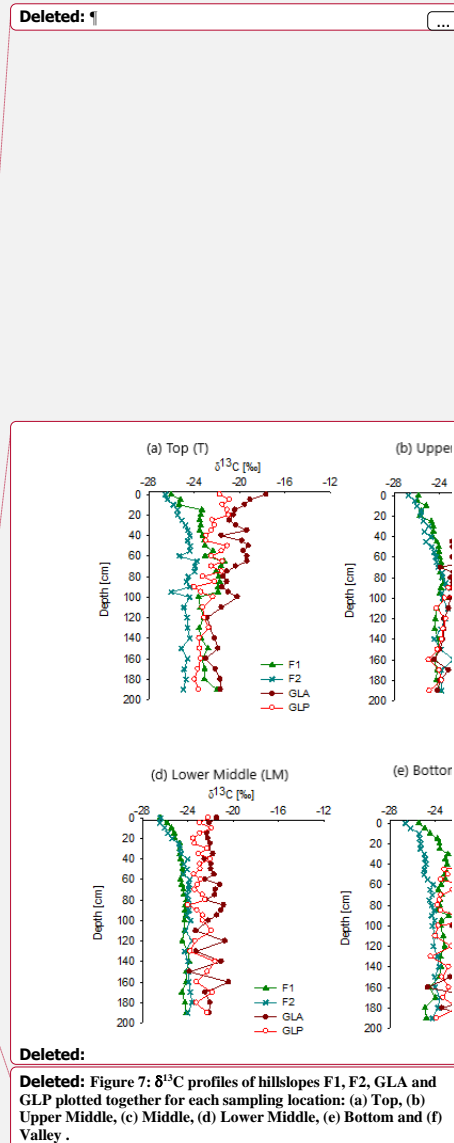 Deleted: ¶
...
(a) Top (T)
(b) Upper
δ13C [‰]
-28 -24 -20 -16 -12
-28 -24
0
20
40
60
80
100
120
140
160
180
200
Depth [cm]
F1
F2
GLA
GLP
0
20
40
60
80
100
120
140
160
180
200
Depth [cm]
(d) Lower Middle (LM)
(e) Bottom
δ13C [‰]
-28 -24 -20 -16 -12
-28 -24
0
20
40
60
80
100
120
140
160
180
200
Depth [cm]
F1
F2
GLA
GLP
0
20
40
60
80
100
120
140
160
180
200
Depth [cm]
Deleted:
Deleted: Figure 7: δ13C profiles of hillslopes F1, F2, GLA and
GLP plotted together for each sampling location: (a) Top, (b)
Upper Middle, (c) Middle, (d) Lower Middle, (e) Bottom and (f)
Valley .